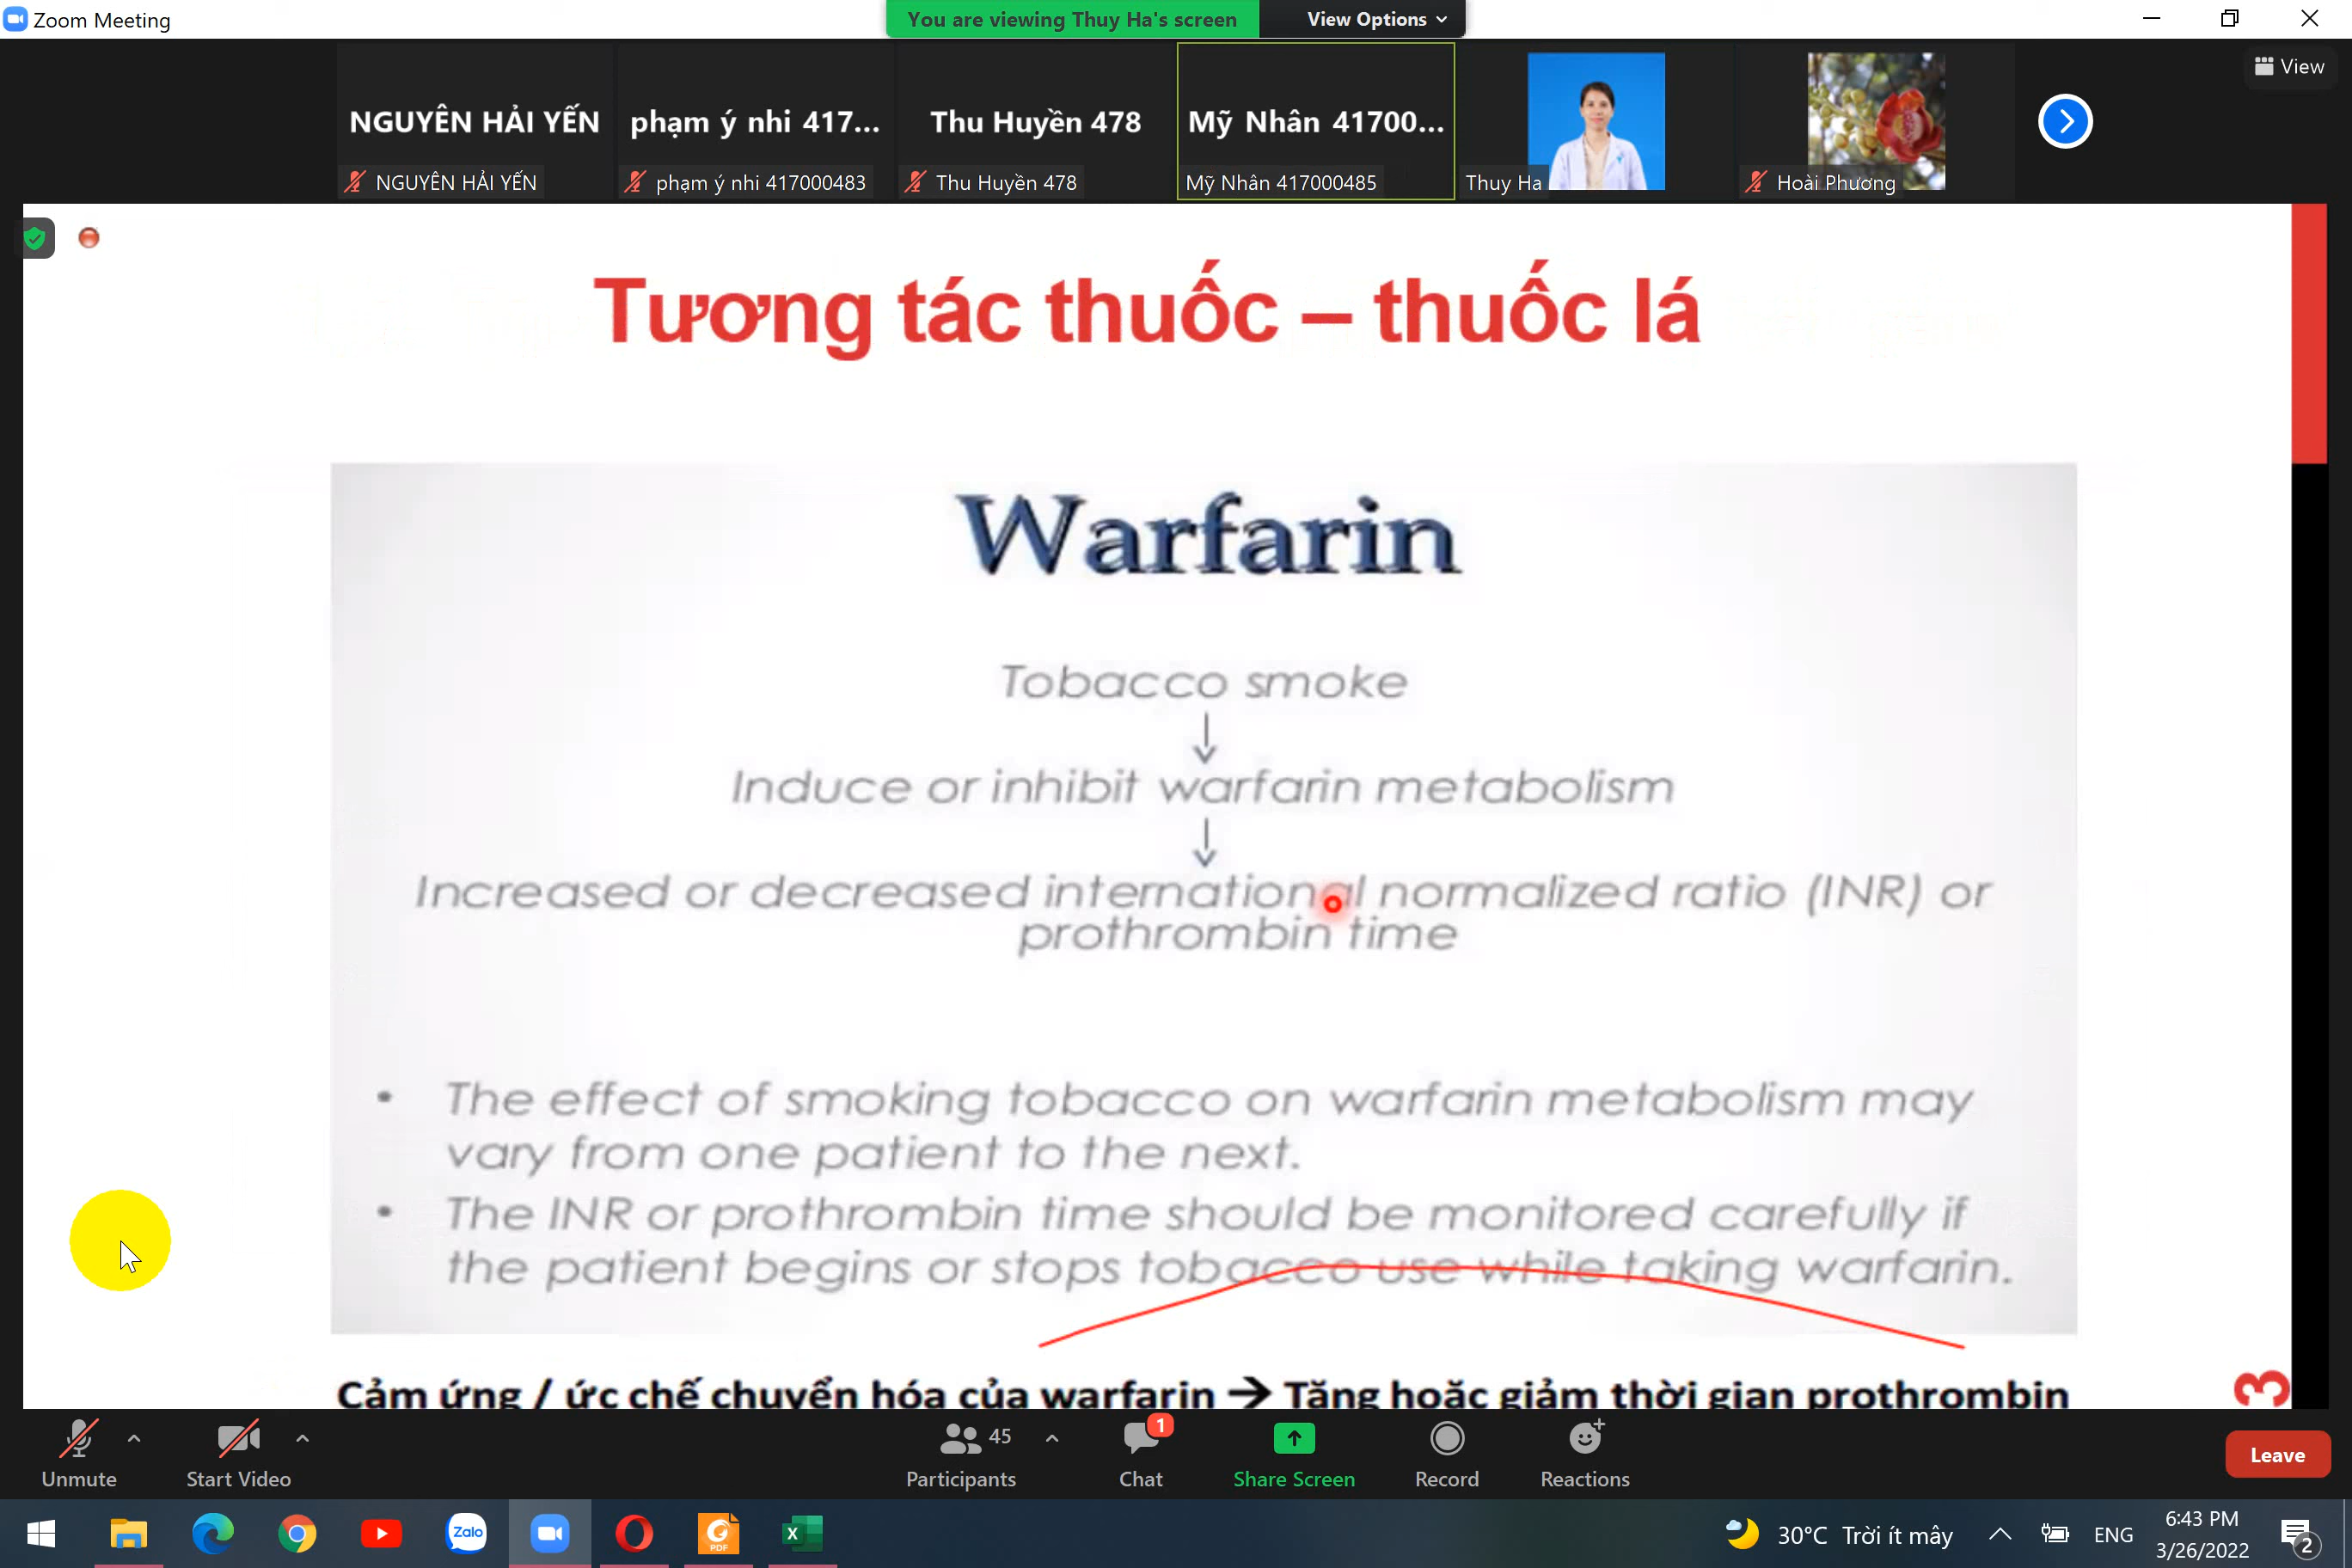 Zoom Meeting
You are viewing Thuy Ha's screen
View Options
View
NGUYÊN HẢI YẾN
phạm ý nhi 417...
Thu Huyền 478
Mỹ Nhân 41700...
NGUYÊN HẢI YẾN
phạm ý nhi 417000483
Thu Huyền 478
Mỹ Nhân 417000485
Thuy Ha
Hoài Phương
Tương tác thuốc – thuốc lá
Warfarin
Tobacco smoke
Induce or inhibit warfarin metabolism
Increased or decreased international normalized ratio (INR) or
prothrombin time
• The effect of smoking tobacco on warfarin metabolism may
vary from one patient to the next.
• The INR or prothrombin time should be monitored carefully if
the patient begins or stops tobacco use while taking warfarin.
Cảm ứng / ức chế chuyển hóa của warfarin → Tăng hoặc giảm thời gian prothrombin
3
Unmute
Start Video
45
Participants
1
Chat
Share Screen
Record
Reactions
Leave
Zalo
PDF
30°C Trời ít mây
ENG
6:43 PM
3/26/2022
2